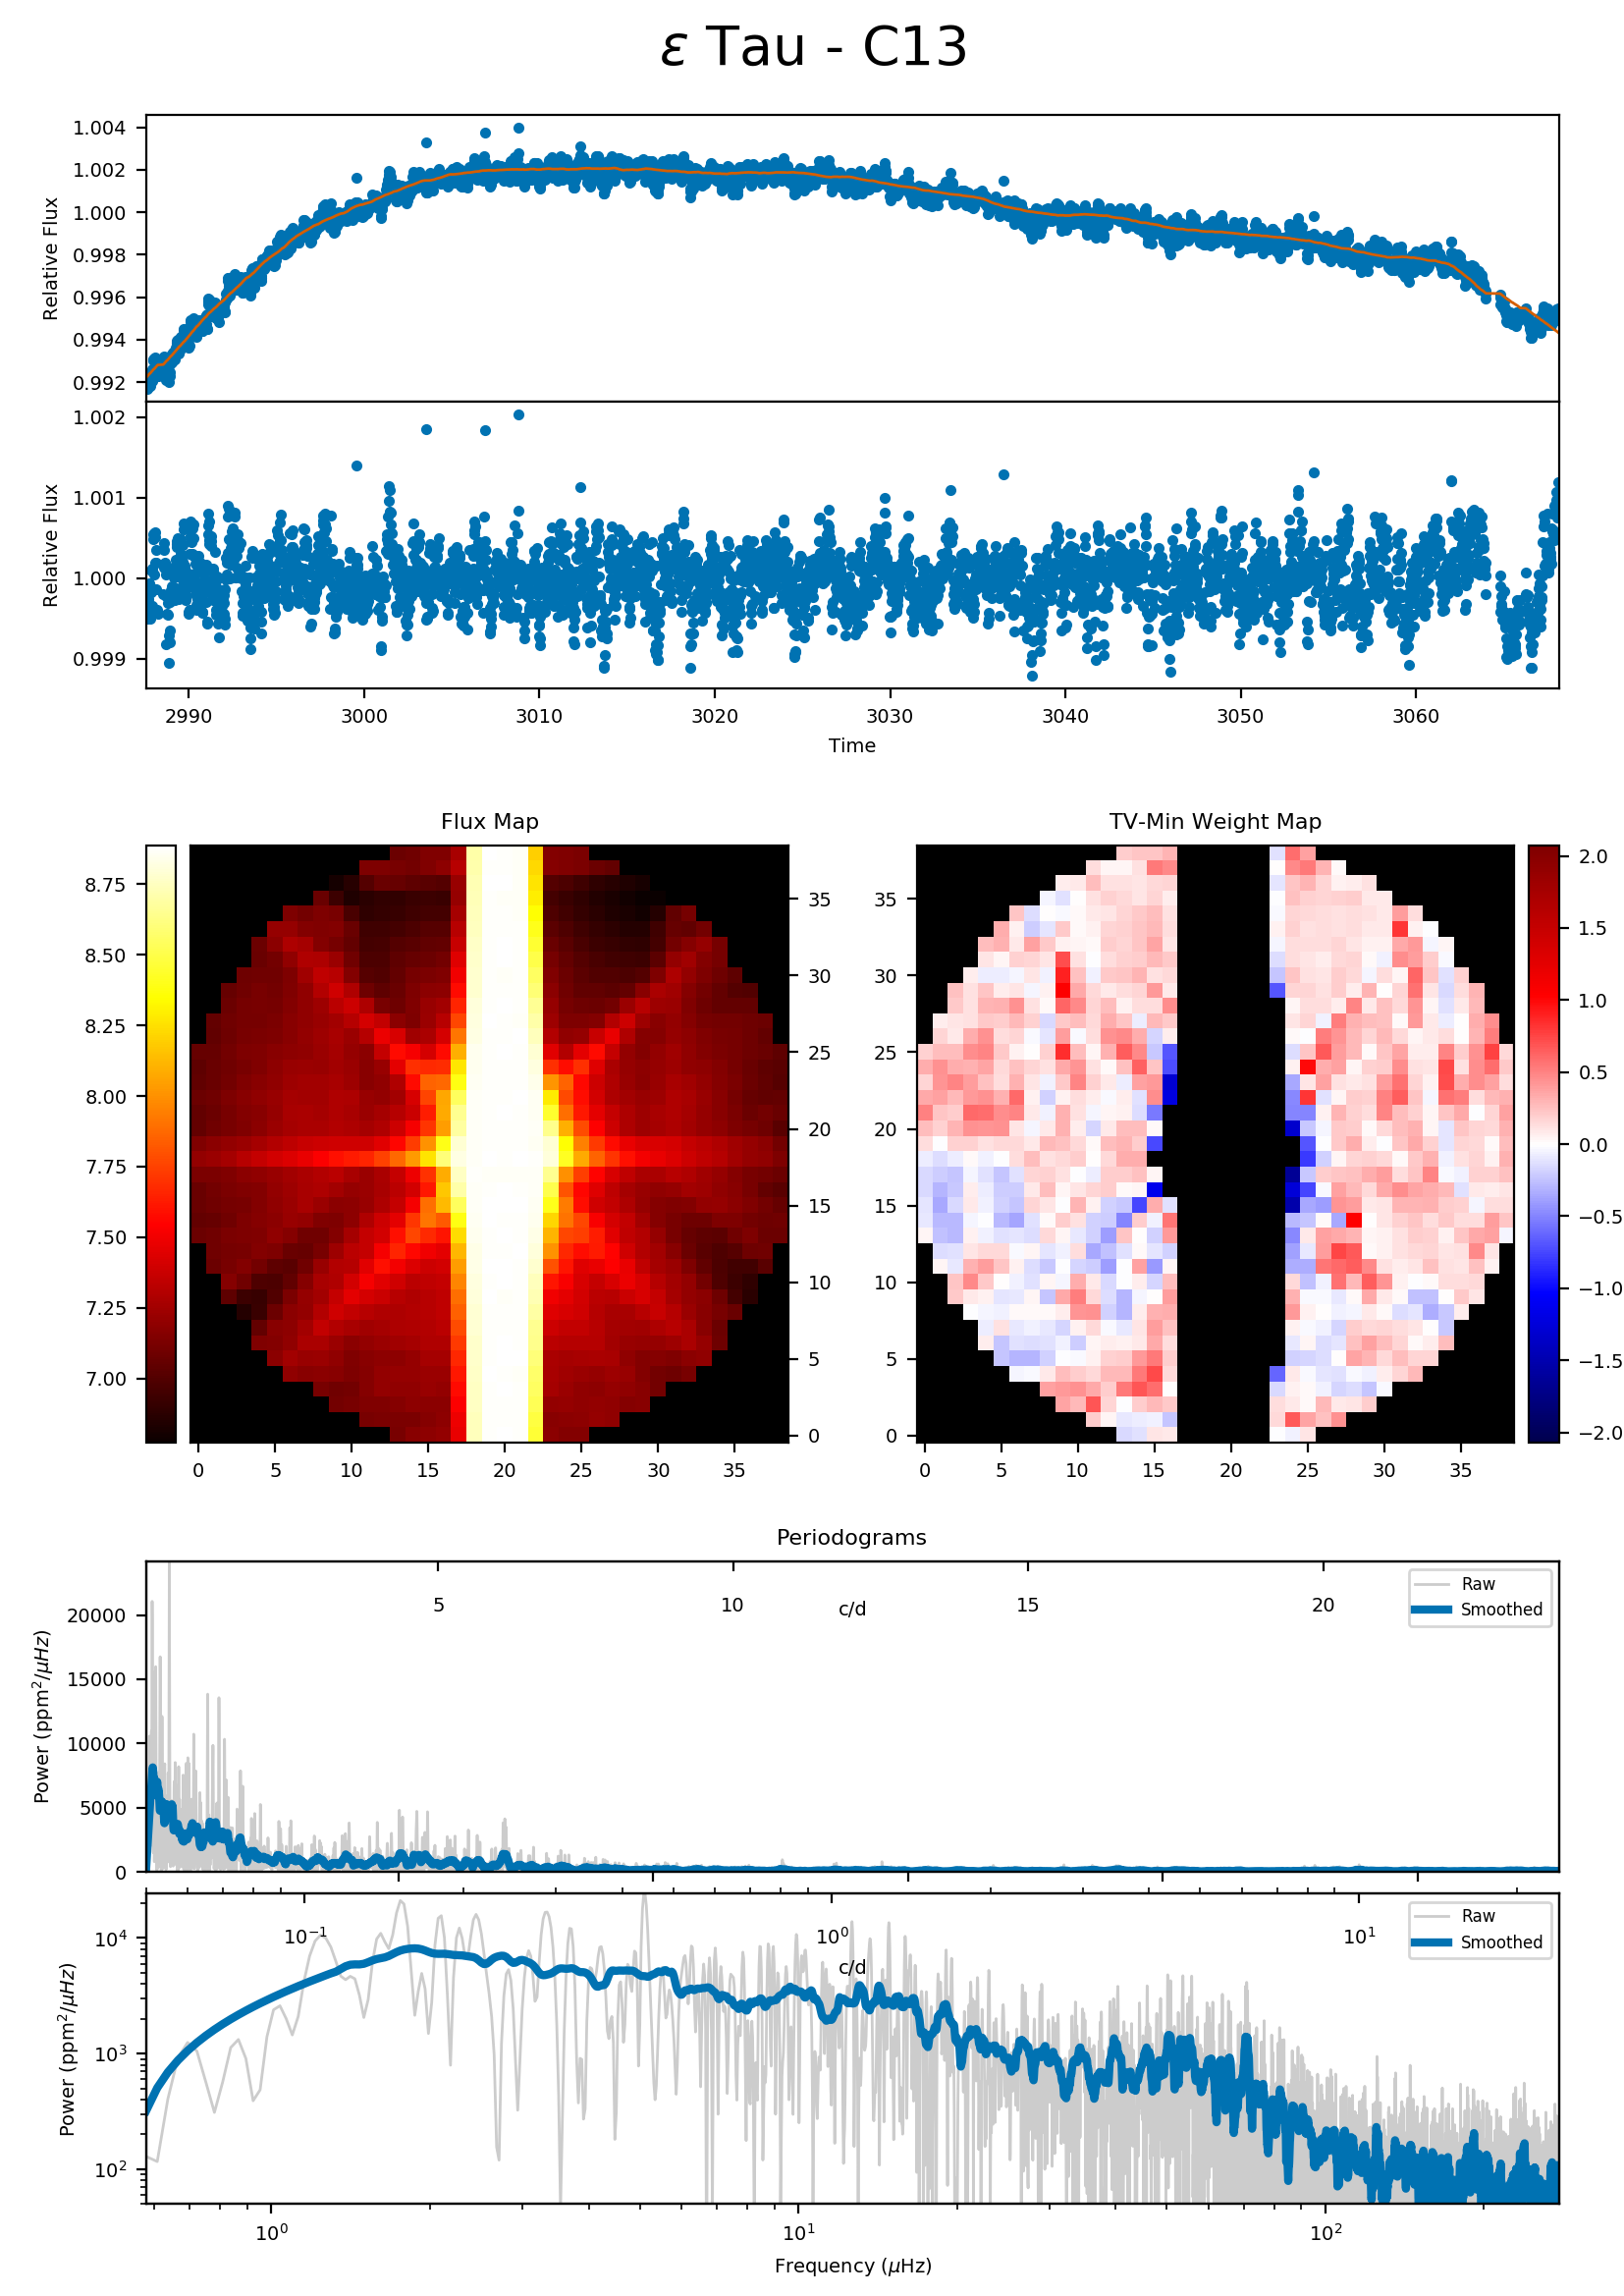 ε Tau - C13
1.004
1.002
1.000
0.998
0.996
0.994
0.992
Relative Flux
1.002
1.001
1.000
0.999
Relative Flux
2990 3000 3010 3020 3030 3040 3050 3060
Time
Flux Map
8.75
8.50
8.25
8.00
7.75
7.50
7.25
7.00
35
30
25
20
15
10
5
0
0 5 10 15 20 25 30 35
TV-Min Weight Map
35
30
25
20
15
10
5
0
0 5 10 15 20 25 30 35
2.0
1.5
1.0
0.5
0.0
−0.5
−1.0
−1.5
−2.0
Periodograms
20000
15000
10000
5000
0
Power (ppm²/μHz)
5 10 15 20
c/d
Raw
Smoothed
10⁴
10³
10²
Power (ppm²/μHz)
10⁻¹ 10⁰ 10¹
c/d
Raw
Smoothed
10⁰ 10¹ 10²
Frequency (μHz)